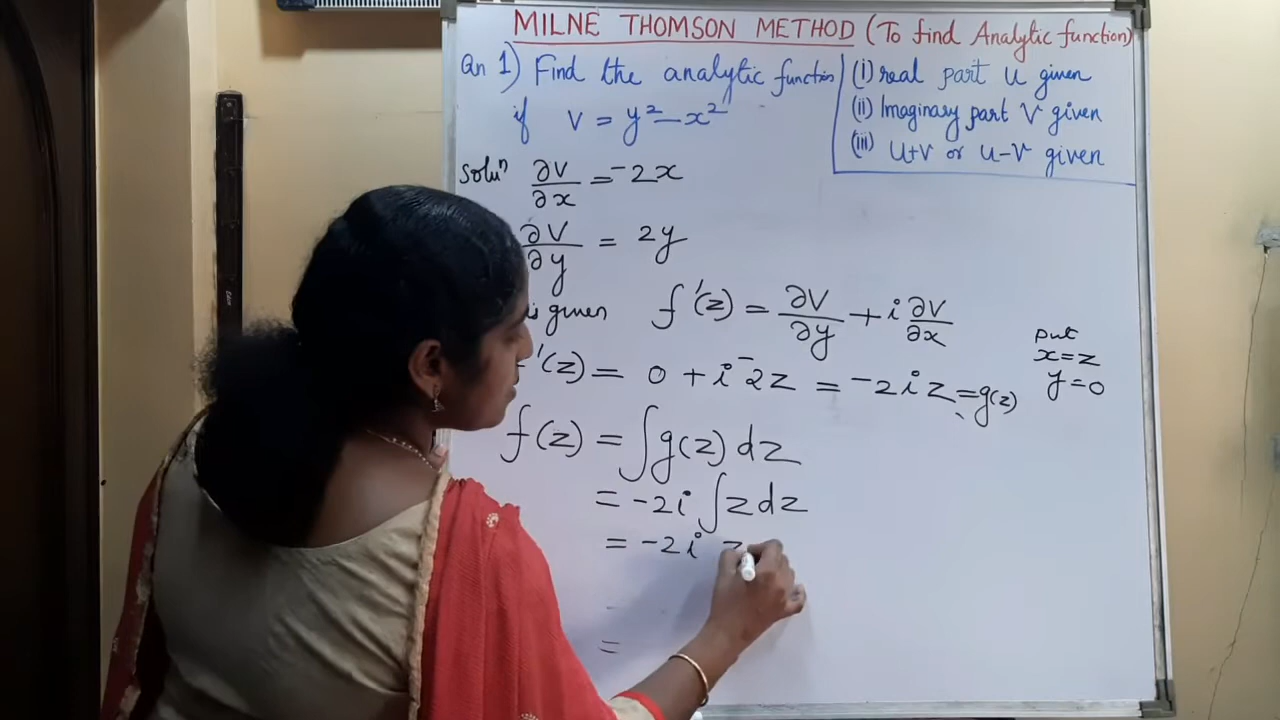 MILNE THOMSON METHOD (To find Analytic function)
Qn 1) Find the analytic function
if V = y² - x²
(i) real part u given
(ii) Imaginary part V given
(iii) u+v or u-v given
Soluⁿ ∂V/∂x = -2x
∂V/∂y = 2y
is given f'(z) = ∂V/∂y + i ∂V/∂x
put
x=z
y=0
'(z) = 0 + i -2z = -2iz = g(z)
f(z) = ∫g(z) dz
= -2i ∫z dz
= -2i z
=